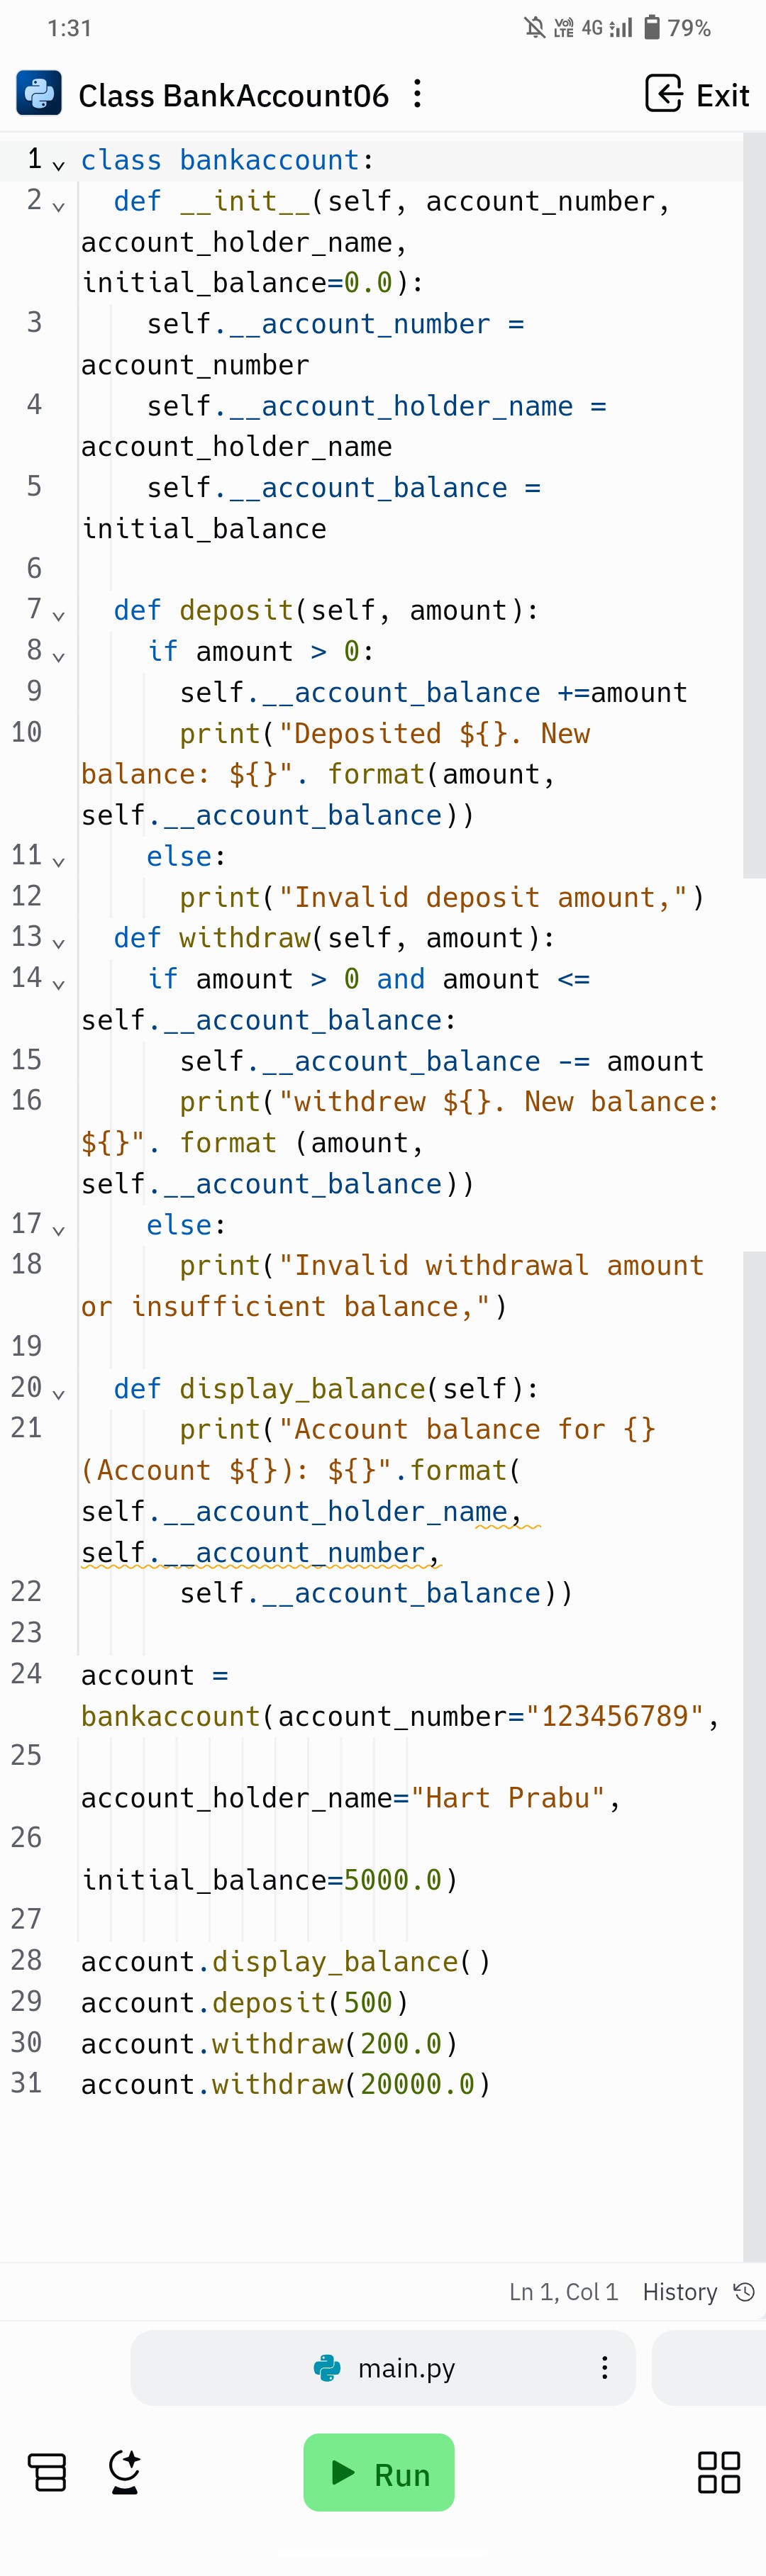 1:31 Vo) LTE 4G 79%
Class BankAccount06 Exit
1 class bankaccount:
2 def __init__(self, account_number,
account_holder_name,
initial_balance=0.0):
3 self.__account_number =
account_number
4 self.__account_holder_name =
account_holder_name
5 self.__account_balance =
initial_balance
6
7 def deposit(self, amount):
8 if amount > 0:
9 self.__account_balance +=amount
10 print("Deposited ${}. New
balance: ${}". format(amount,
self.__account_balance))
11 else:
12 print("Invalid deposit amount,")
13 def withdraw(self, amount):
14 if amount > 0 and amount <=
self.__account_balance:
15 self.__account_balance -= amount
16 print("withdrew ${}. New balance:
${}". format (amount,
self.__account_balance))
17 else:
18 print("Invalid withdrawal amount
or insufficient balance,")
19
20 def display_balance(self):
21 print("Account balance for {}
(Account ${}): ${}".format(
self.__account_holder_name,
self.__account_number,
22 self.__account_balance))
23
24 account =
bankaccount(account_number="123456789",
25
account_holder_name="Hart Prabu",
26
initial_balance=5000.0)
27
28 account.display_balance()
29 account.deposit(500)
30 account.withdraw(200.0)
31 account.withdraw(20000.0)
Ln 1, Col 1 History
main.py
Run